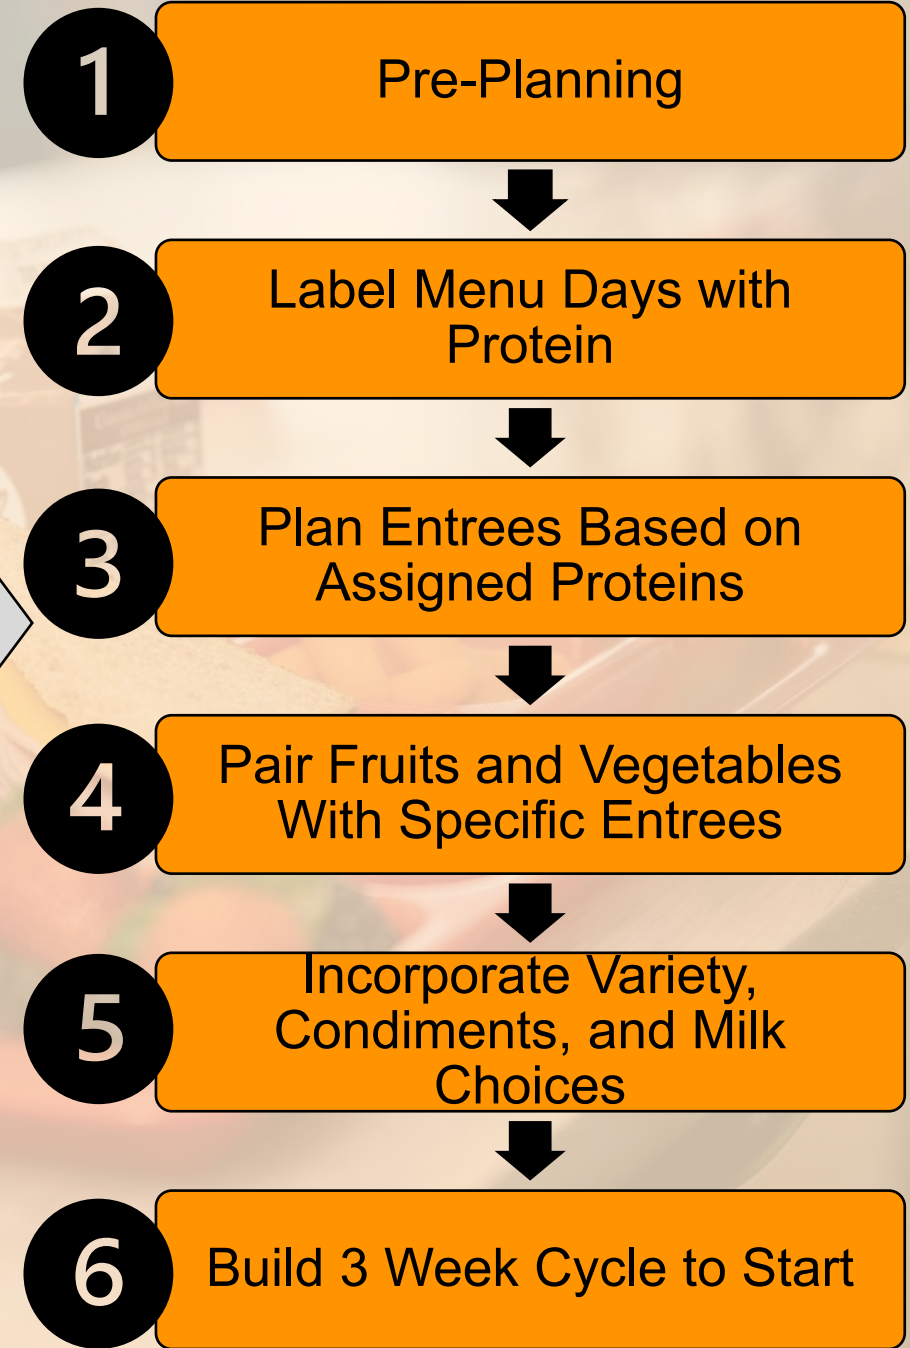 1
Pre-Planning
2
Label Menu Days with
Protein
3
Plan Entrees Based on
Assigned Proteins
4
Pair Fruits and Vegetables
With Specific Entrees
5
Incorporate Variety,
Condiments, and Milk
Choices
6
Build 3 Week Cycle to Start